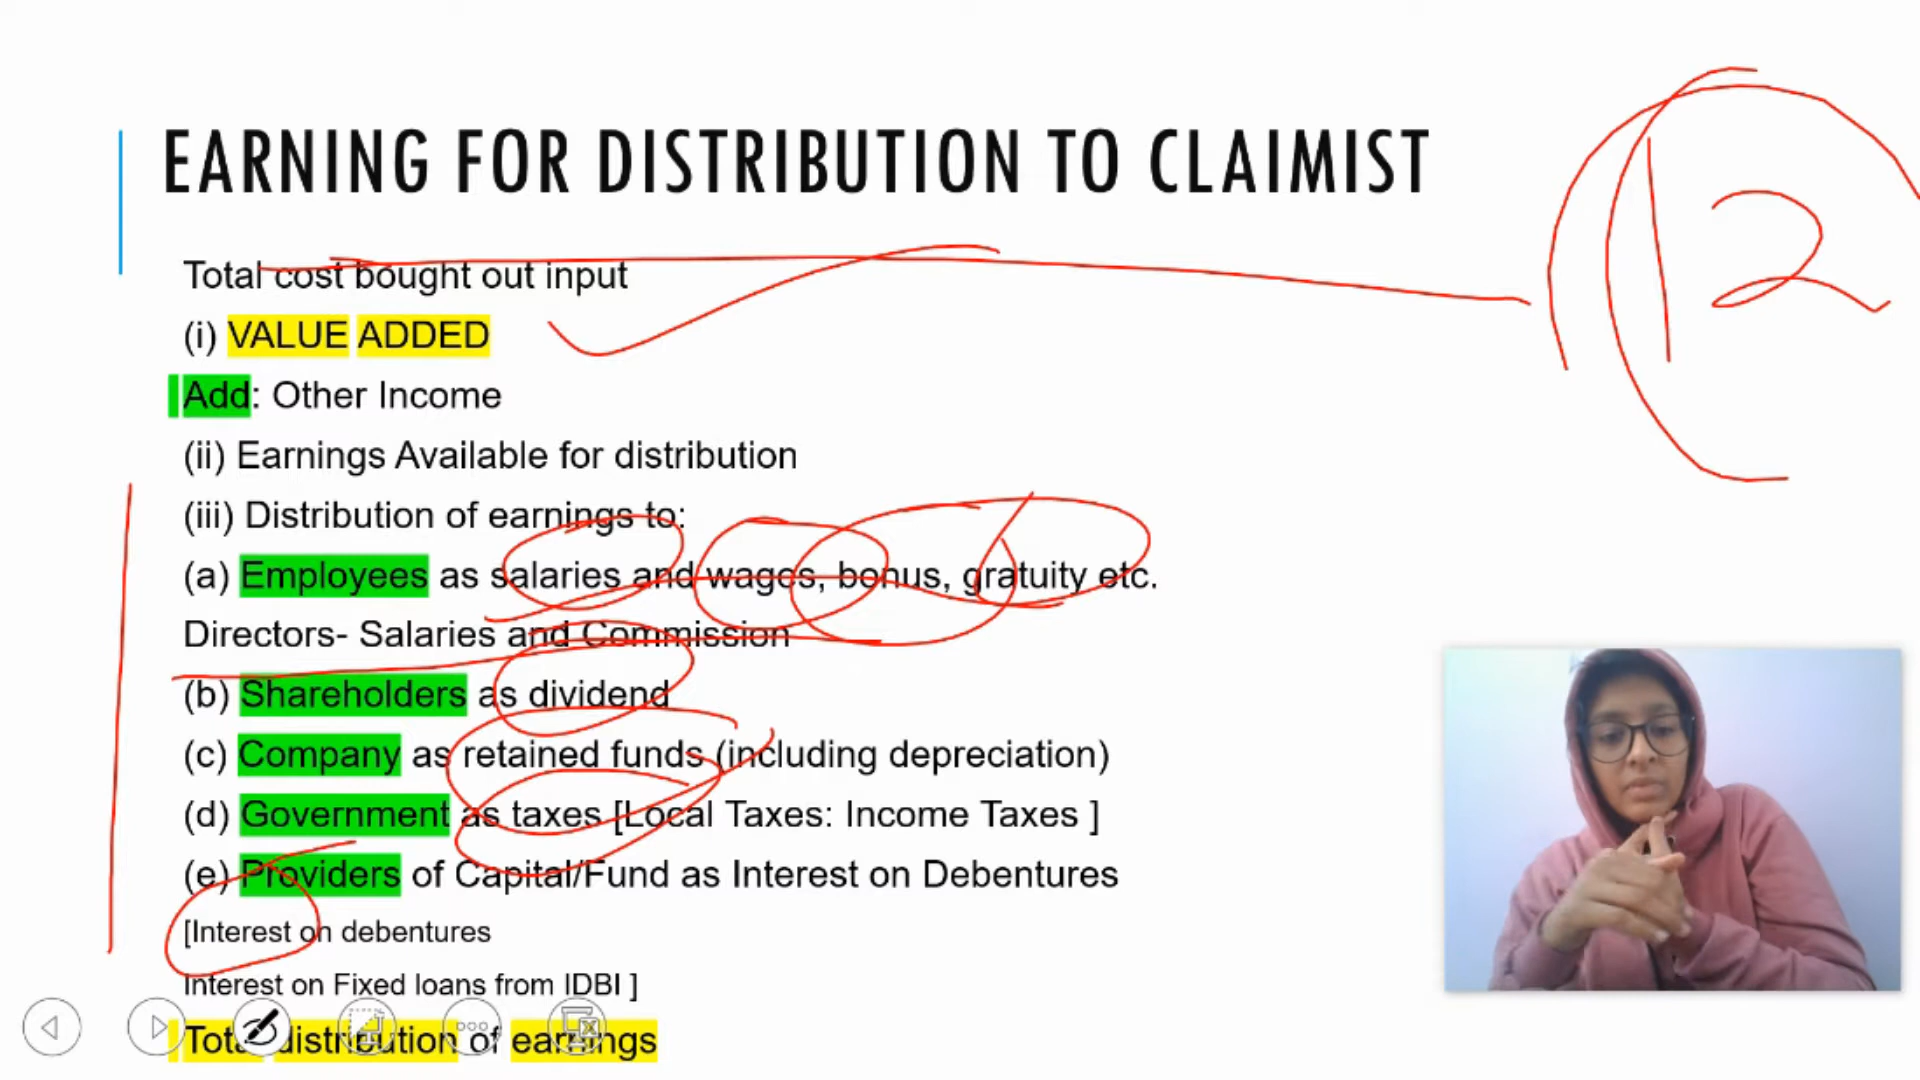 EARNING FOR DISTRIBUTION TO CLAIMIST
12
Total cost bought out input
(i) VALUE ADDED
Add: Other Income
(ii) Earnings Available for distribution
(iii) Distribution of earnings to:
(a) Employees as salaries and wages, bonus, gratuity etc.
Directors- Salaries and Commission
(b) Shareholders as dividend
(c) Company as retained funds (including depreciation)
(d) Government as taxes [Local Taxes: Income Taxes ]
(e) Providers of Capital/Fund as Interest on Debentures
[Interest on debentures
Interest on Fixed loans from IDBI ]
Total distribution of earnings